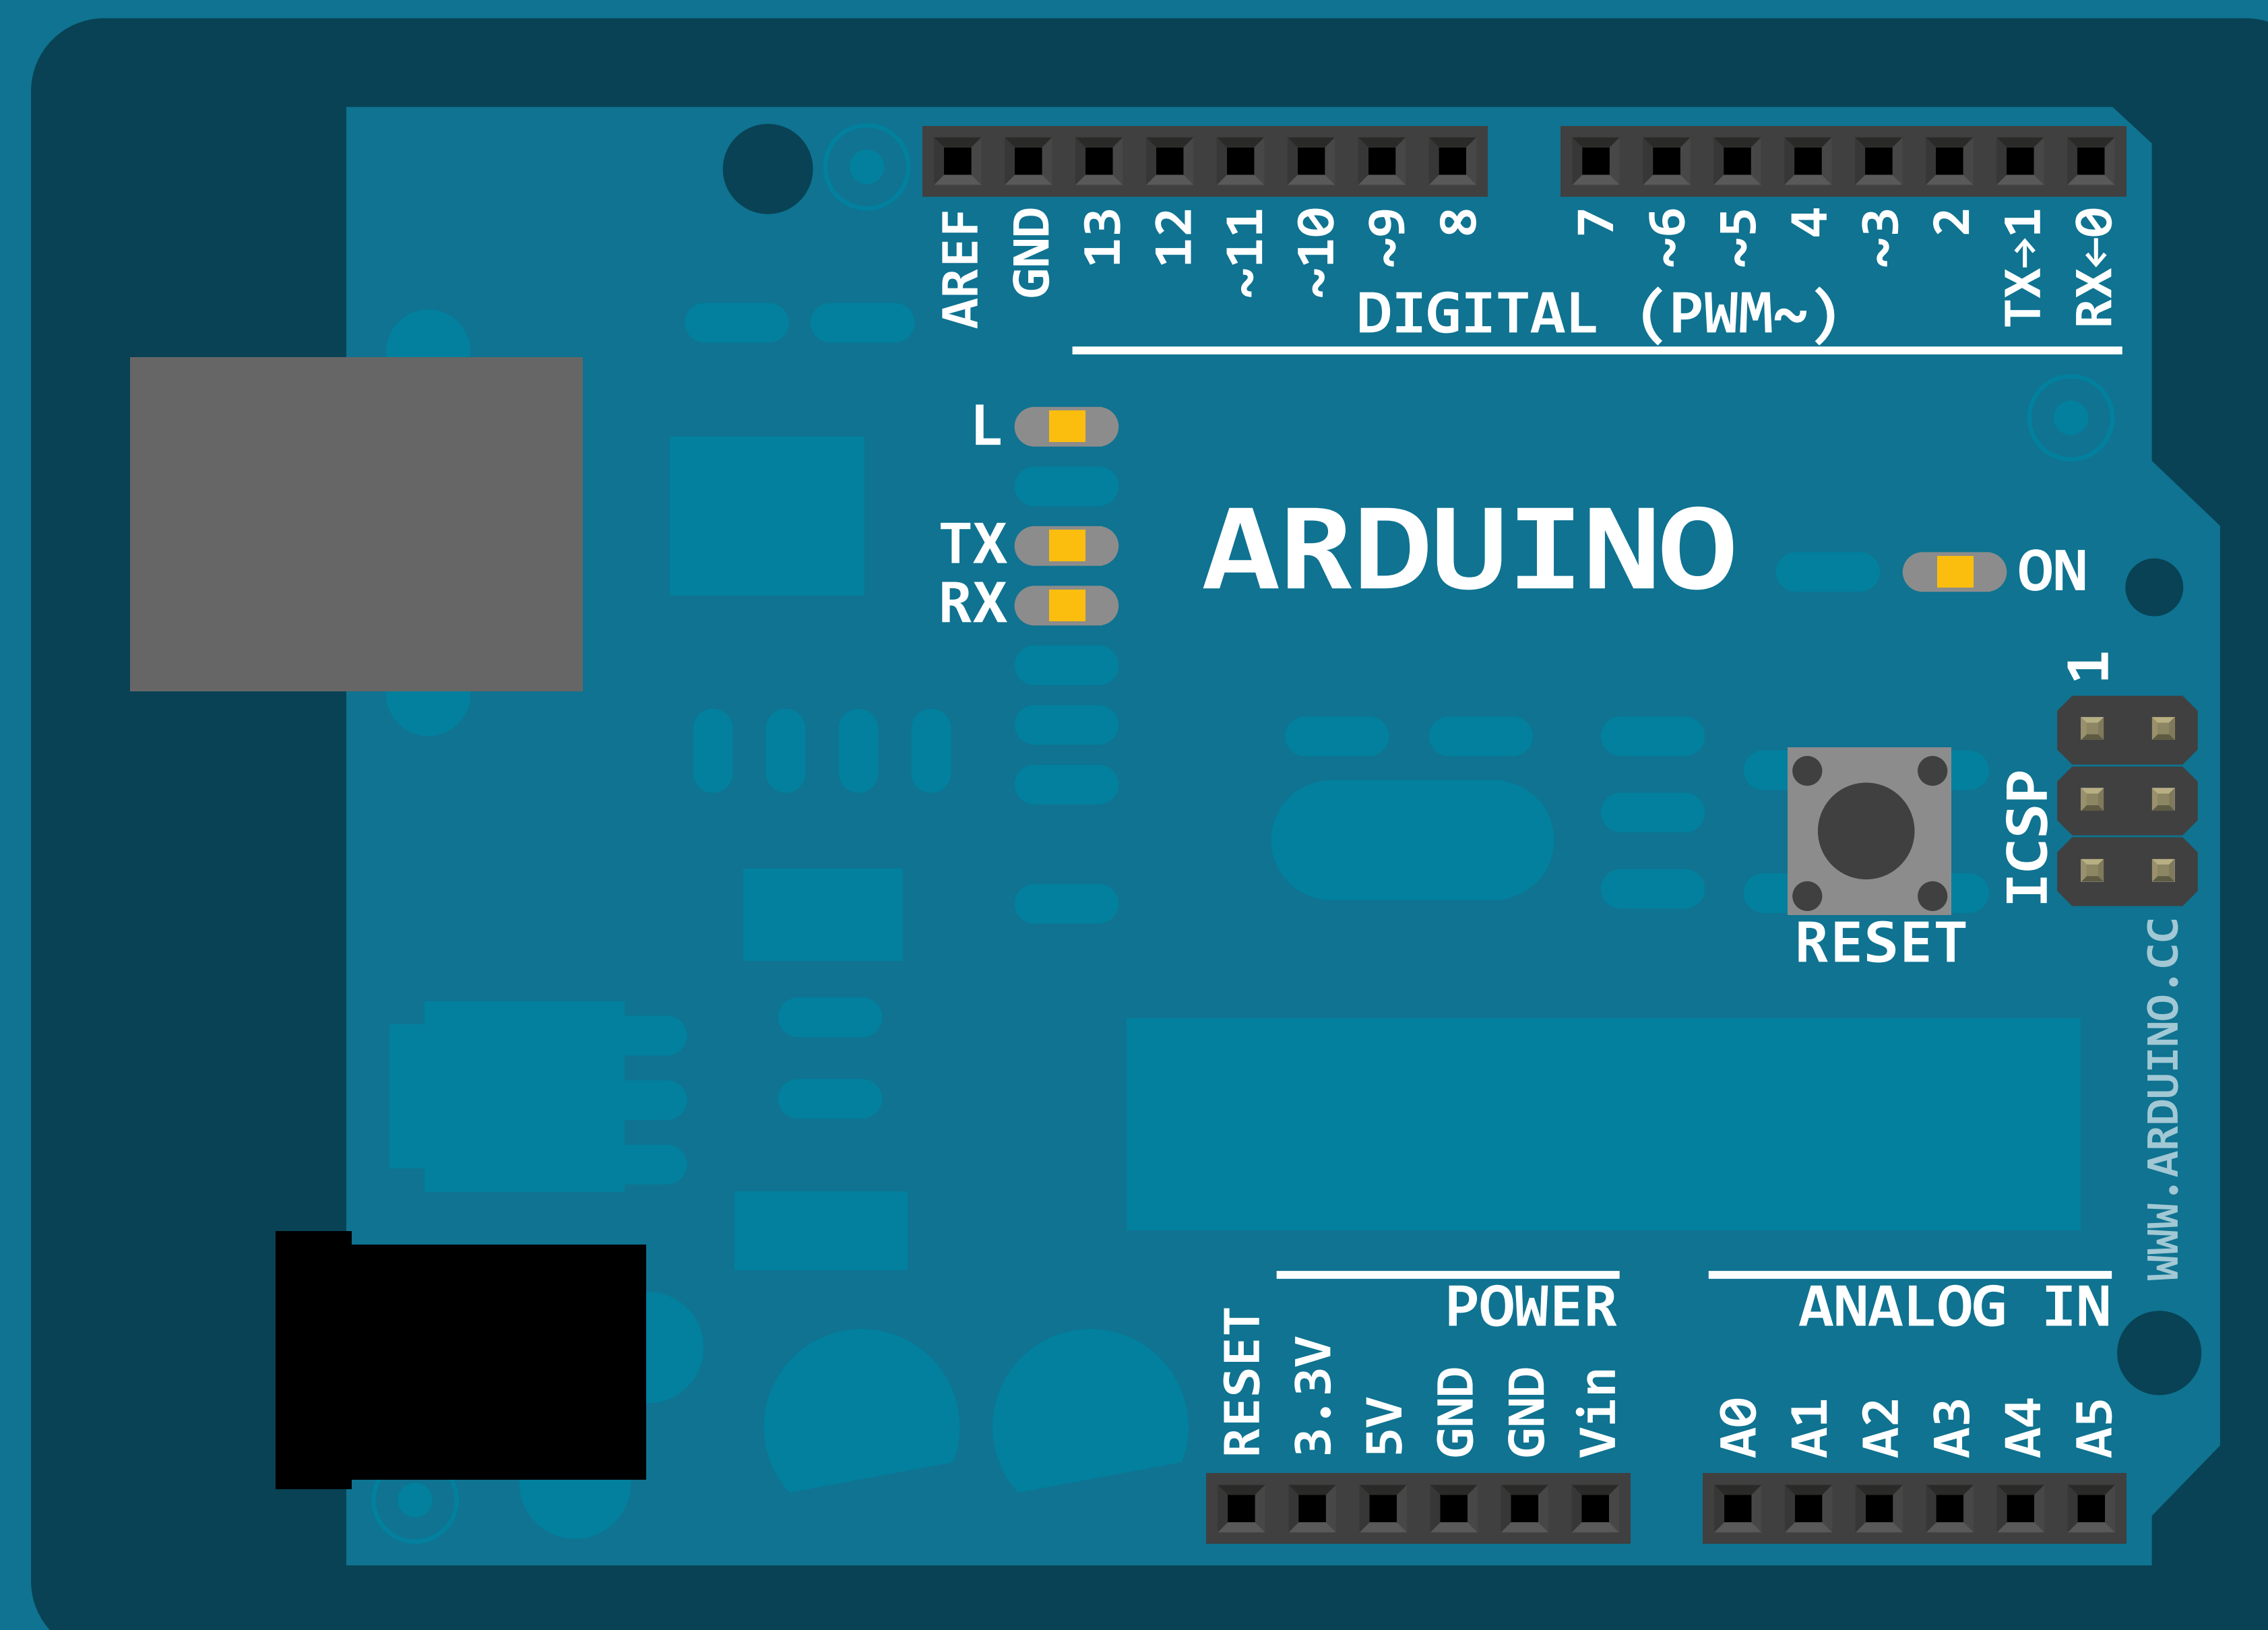 AREF
GND
13
12
~11
~10
~9
8
7
~6
~5
4
~3
2
TX→1
RX←0
DIGITAL (PWM~)
L
TX
RX
ARDUINO
ON
1
ICSP
RESET
WWW.ARDUINO.CC
POWER
ANALOG IN
RESET
3.3V
5V
GND
GND
Vin
A0
A1
A2
A3
A4
A5